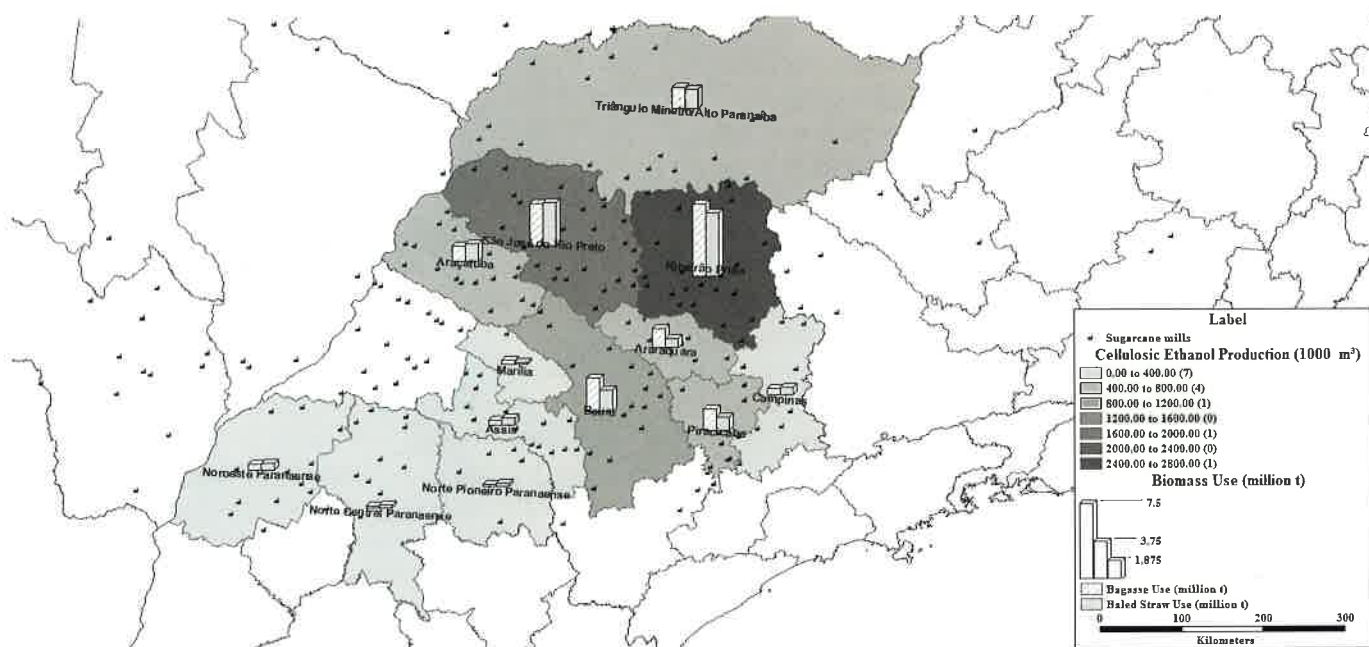 Triângulo Mineiro/Alto Paranaíba
São José do Rio Preto
Ribeirão Preto
Araçatuba
Araraquara
Marília
Campinas
Bauru
Piracicaba
Assis
Noroeste Paranaense
Norte Pioneiro Paranaense
Norte Central Paranaense
Label
Sugarcane mills
Cellulosic Ethanol Production (1000 m³)
0,00 to 400.00 (7)
400.00 to 800.00 (4)
800.00 to 1200.00 (1)
1200.00 to 1600.00 (0)
1600.00 to 2000.00 (1)
2000,00 to 2400.00 (0)
2400.00 to 2800.00 (1)
Biomass Use (million t)
7.5
3.75
1,875
Bagasse Use (million t)
Baled Straw Use (million t)
0 100 200 300
Kilometers